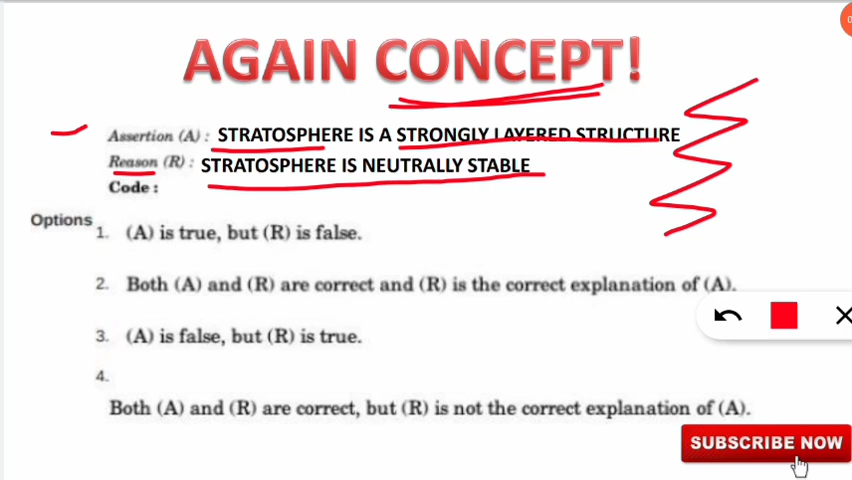 AGAIN CONCEPT!
Assertion (A) : STRATOSPHERE IS A STRONGLY LAYERED STRUCTURE
Reason (R) : STRATOSPHERE IS NEUTRALLY STABLE
Code :
Options
1. (A) is true, but (R) is false.
2. Both (A) and (R) are correct and (R) is the correct explanation of (A).
3. (A) is false, but (R) is true.
4.
Both (A) and (R) are correct, but (R) is not the correct explanation of (A).
SUBSCRIBE NOW